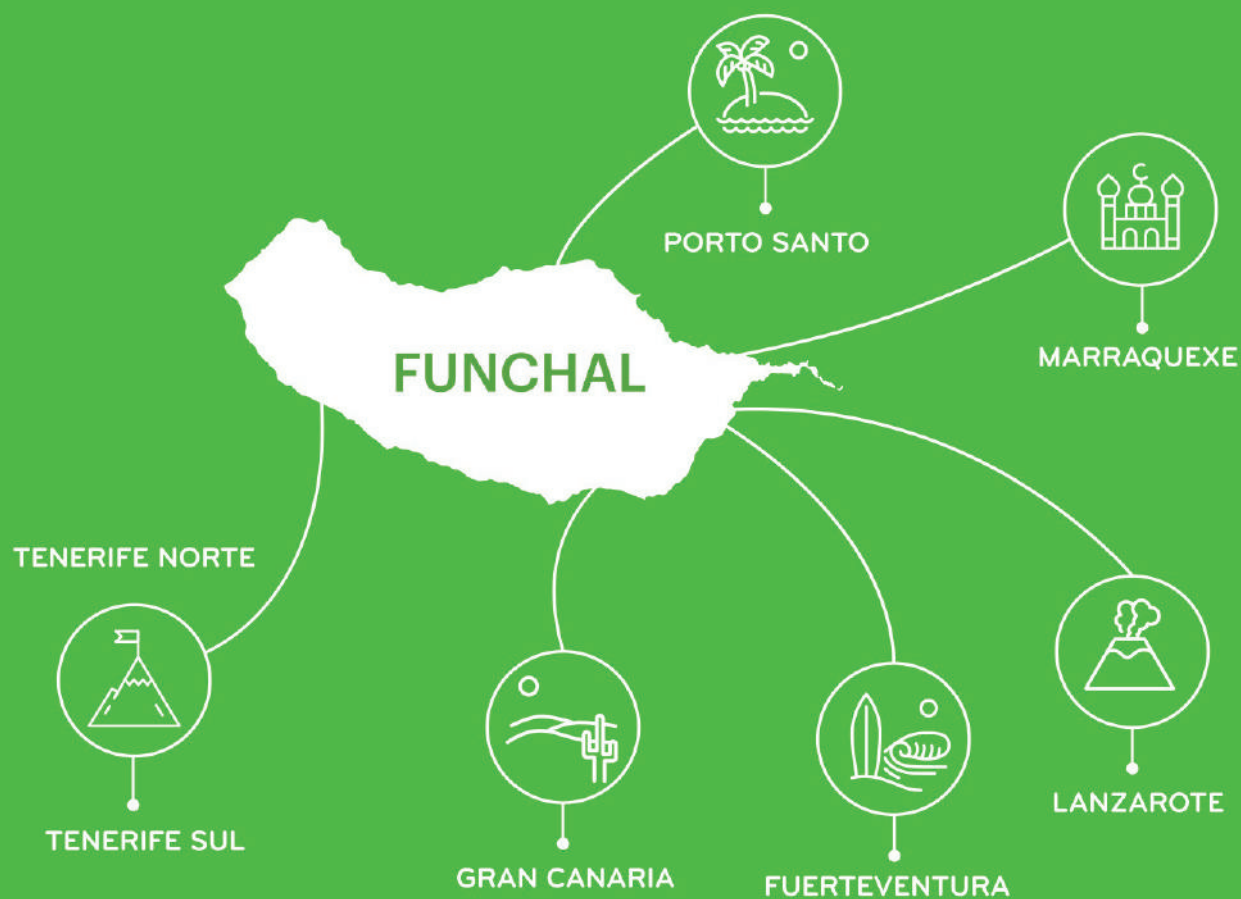 PORTO SANTO
MARRAQUEXE
FUNCHAL
TENERIFE NORTE
TENERIFE SUL
GRAN CANARIA
FUERTEVENTURA
LANZAROTE